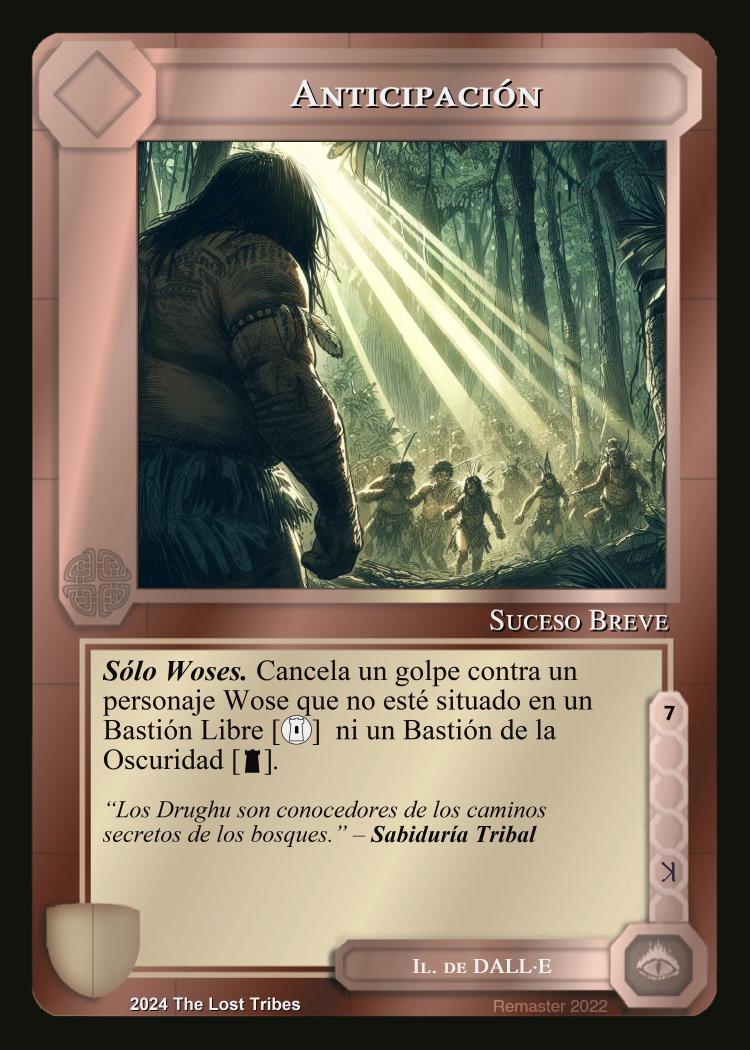 Anticipación
Suceso Breve
Sólo Woses. Cancela un golpe contra un
personaje Wose que no esté situado en un
Bastión Libre [ ] ni un Bastión de la
Oscuridad [ ].
7
“Los Drughu son conocedores de los caminos
secretos de los bosques.” – Sabiduría Tribal
Il. de DALL·E
2024 The Lost Tribes
Remaster 2022